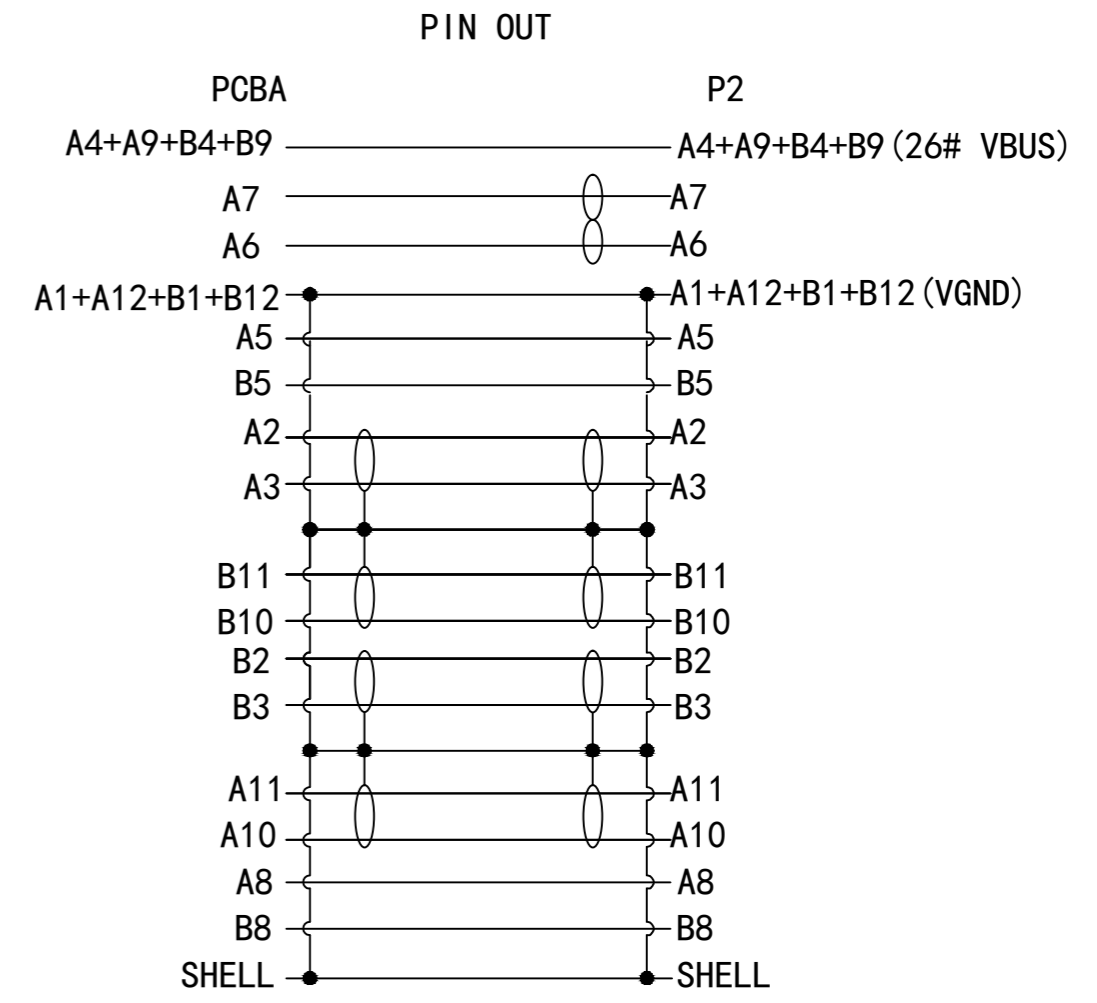 PIN OUT
PCBA P2
A4+A9+B4+B9 A4+A9+B4+B9(26# VBUS)
A7 A7
A6 A6
A1+A12+B1+B12 A1+A12+B1+B12(VGND)
A5 A5
B5 B5
A2 A2
A3 A3
B11 B11
B10 B10
B2 B2
B3 B3
A11 A11
A10 A10
A8 A8
B8 B8
SHELL SHELL